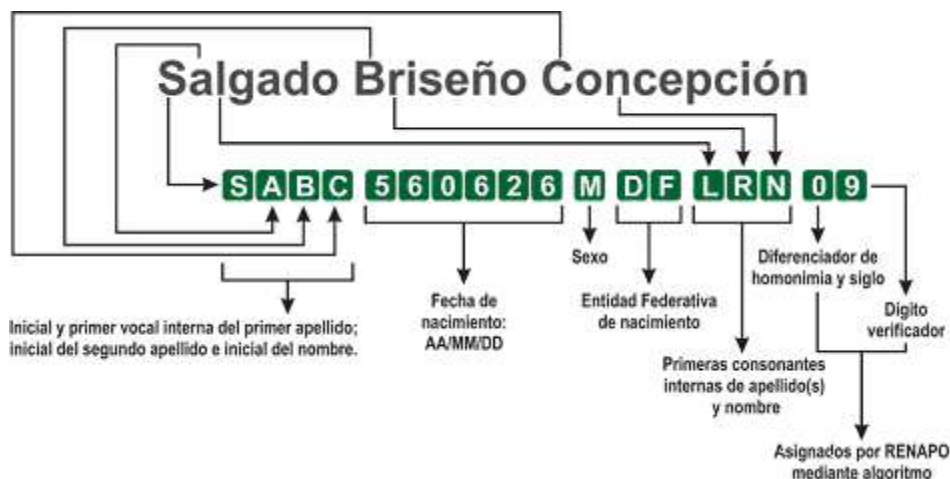 Salgado Briseño Concepción
SABC 560626 M DF LRN 09
Sexo
Diferenciador de
homonimia y siglo
Inicial y primer vocal interna del primer apellido;
inicial del segundo apellido e inicial del nombre.
Fecha de
nacimiento:
AA/MM/DD
Entidad Federativa
de nacimiento
Digito
verificador
Primeras consonantes
internas de apellido(s)
y nombre
Asignados por RENAPO
mediante algoritmo